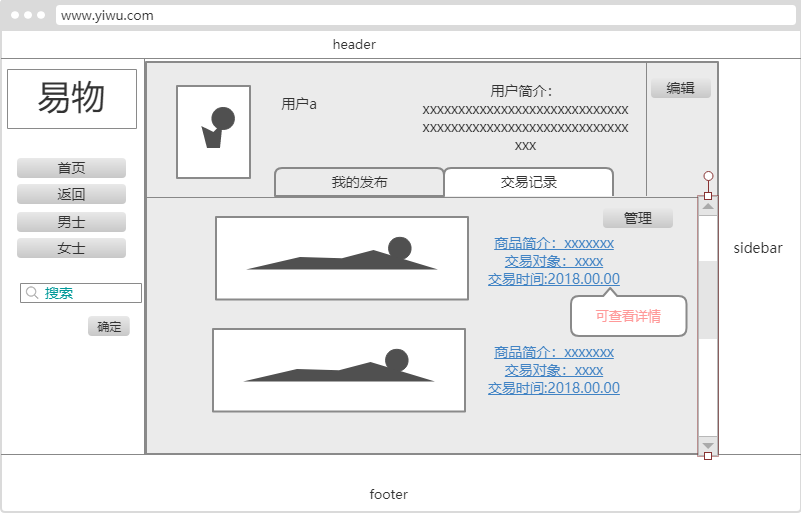 www.yiwu.com
header
易物
首页
返回
男士
女士
搜索
确定
用户a
用户简介：
xxxxxxxxxxxxxxxxxxxxxxxxxxxxx
xxxxxxxxxxxxxxxxxxxxxxxxxxxxx
xxx
编辑
我的发布
交易记录
管理
商品简介：xxxxxxx
交易对象：xxxx
交易时间:2018.00.00
可查看详情
商品简介：xxxxxxx
交易对象：xxxx
交易时间:2018.00.00
sidebar
footer